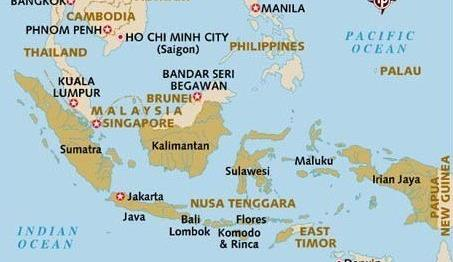 BANGKOK
CAMBODIA
PHNOM PENH
HO CHI MINH CITY
(Saigon)
THAILAND
MANILA
PHILIPPINES
PACIFIC
OCEAN
PALAU
KUALA
LUMPUR
BANDAR SERI
BEGAWAN
BRUNEI
MALAYSIA
SINGAPORE
Sumatra
Kalimantan
Sulawesi
Maluku
Irian Jaya
PAPUA
NEW GUINEA
Jakarta
Java
NUSA TENGGARA
Bali
Lombok
Flores
Komodo
& Rinca
EAST
TIMOR
INDIAN
OCEAN